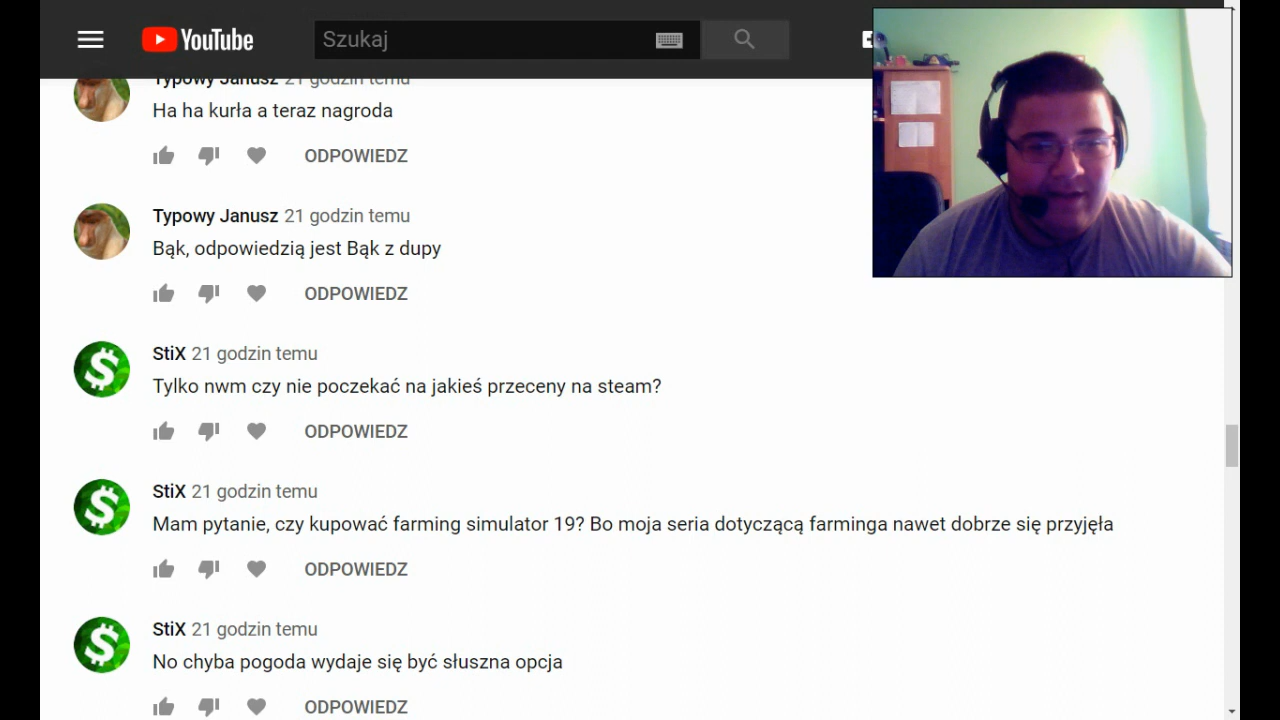 YouTube
Szukaj
Typowy Janusz 21 godzin temu
Ha ha kurła a teraz nagroda
ODPOWIEDZ
Typowy Janusz 21 godzin temu
Bąk, odpowiedzią jest Bąk z dupy
ODPOWIEDZ
StiX 21 godzin temu
Tylko nwm czy nie poczekać na jakieś przeceny na steam?
ODPOWIEDZ
StiX 21 godzin temu
Mam pytanie, czy kupować farming simulator 19? Bo moja seria dotyczącą farminga nawet dobrze się przyjęła
ODPOWIEDZ
StiX 21 godzin temu
No chyba pogoda wydaje się być słuszna opcja
ODPOWIEDZ